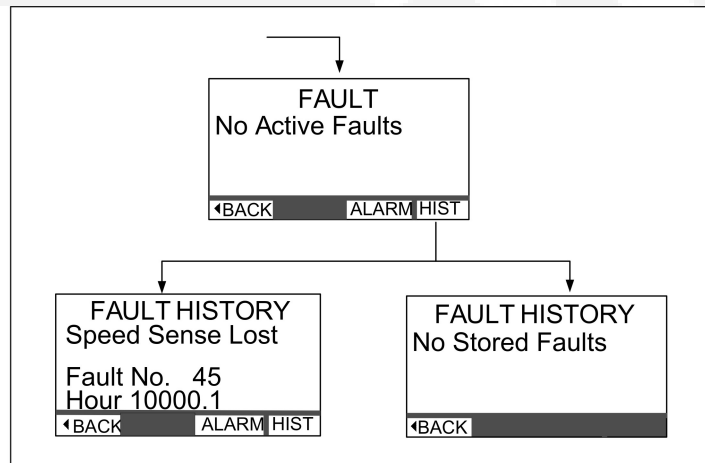 FAULT
No Active Faults
◀BACK ALARM HIST
FAULT HISTORY
Speed Sense Lost
Fault No. 45
Hour 10000.1
◀BACK ALARM HIST
FAULT HISTORY
No Stored Faults
◀BACK